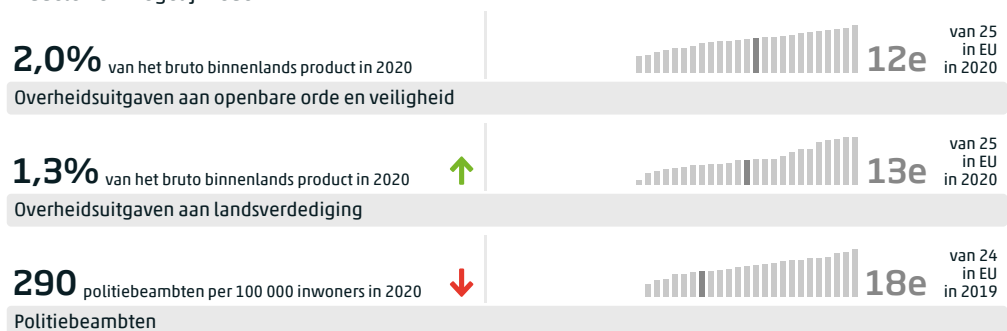 2,0% van het bruto binnenlands product in 2020
12e
van 25
in EU
in 2020
Overheidsuitgaven aan openbare orde en veiligheid
1,3% van het bruto binnenlands product in 2020
13e
van 25
in EU
in 2020
Overheidsuitgaven aan landsverdediging
290 politiebeambten per 100 000 inwoners in 2020
18e
van 24
in EU
in 2019
Politiebeambten